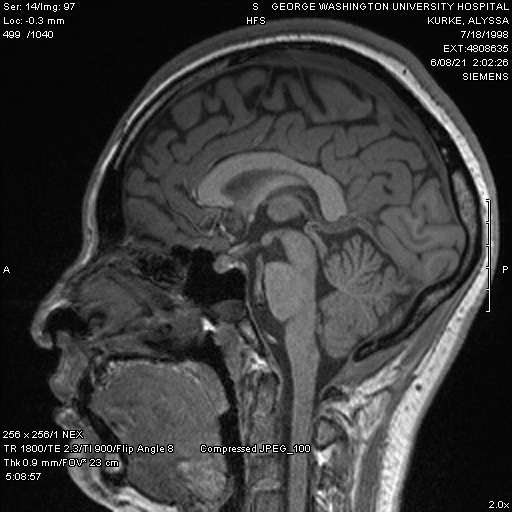 Ser: 14/Img: 97
Loc: -0.3 mm
499 /1040
S
HFS
GEORGE WASHINGTON UNIVERSITY HOSPITAL
KURKE, ALYSSA
7/18/1998
EXT:4808635
6/08/21 2:02:26
SIEMENS
A
P
256 x 256/1 NEX
TR 1800/TE 2.3/TI 900/Flip Angle 8
Compressed JPEG_100
Thk 0.9 mm/FOV* 23 cm
5:08:57
2.0x